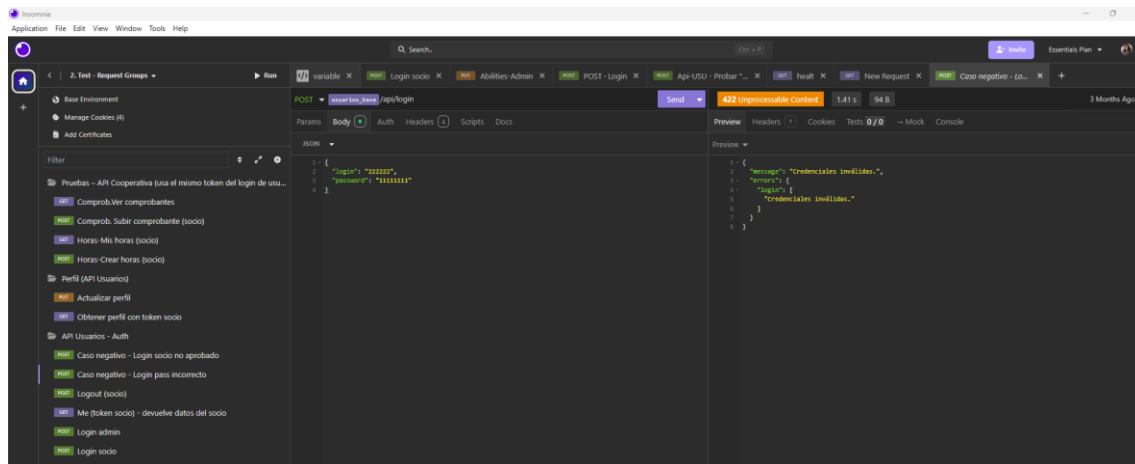 Insomnia
Application File Edit View Window Tools Help
Search.. Ctrl + P Invite Essentials Plan
2. Test - Request Groups Run
variable POST Login socio PUT Abilities-Admin POST POST - Login POST Api-USU - Probar "... GET healt GET New Request POST Caso negativo - Lo...
Base Environment
Manage Cookies (4)
Add Certificates
Filter
POST usuarios_base /api/login Send
422 Unprocessable Content 1.41 s 94 B 3 Months Ago
Params Body Auth Headers 4 Scripts Docs
Preview Headers 7 Cookies Tests 0 / 0 → Mock Console
JSON
Preview
1 {
2 "login": "222222",
3 "password": "11111111"
4 }
1 {
2 "message": "Credenciales inválidas.",
3 "errors": {
4 "login": [
5 "Credenciales inválidas."
6 ]
7 }
8 }
Pruebas – API Cooperativa (usa el mismo token del login de usu...
GET Comprob.Ver comprobantes
POST Comprob. Subir comprobante (socio)
GET Horas-Mis horas (socio)
POST Horas-Crear horas (socio)
Perfil (API Usuarios)
PUT Actualizar perfil
GET Obtener perfil con token socio
API Usuarios - Auth
POST Caso negativo - Login socio no aprobado
POST Caso negativo - Login pass incorrecto
POST Logout (socio)
GET Me (token socio) - devuelve datos del socio
POST Login admin
POST Login socio